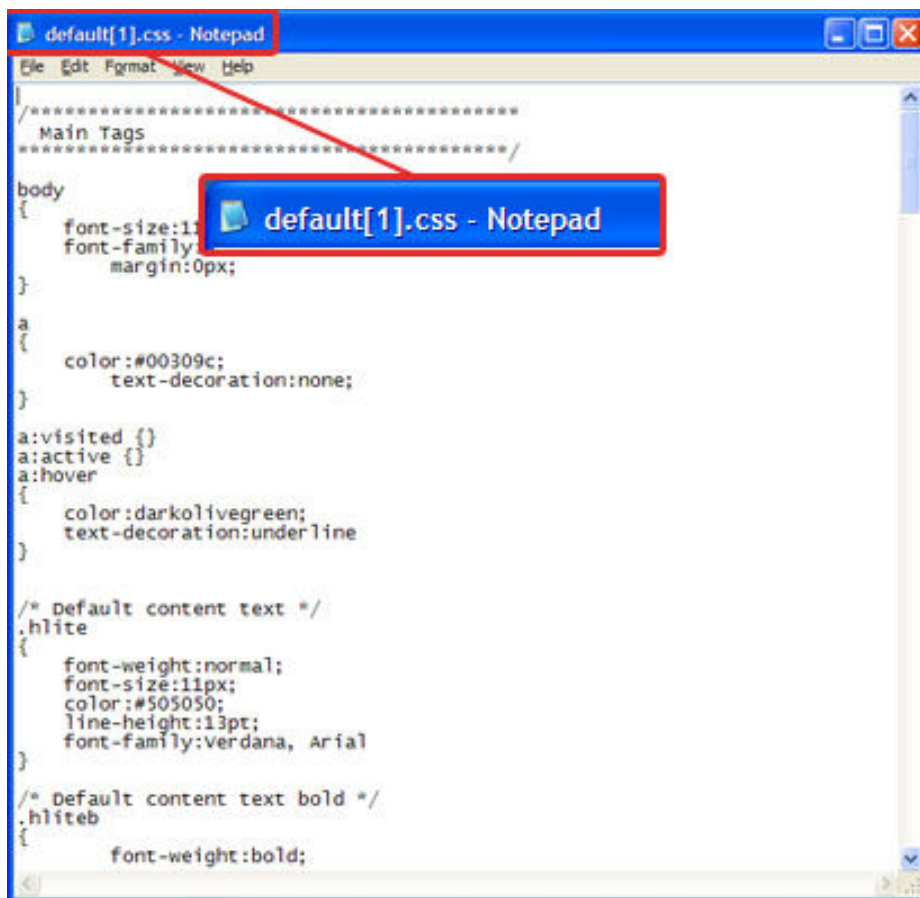 default[1].css - Notepad
File Edit Format View Help
/******************************************
Main Tags
******************************************/
default[1].css - Notepad
body
{
font-size:11
font-family:
margin:0px;
}
a
{
color:#00309c;
text-decoration:none;
}
a:visited {}
a:active {}
a:hover
{
color:darkolivegreen;
text-decoration:underline
}
/* Default content text */
.hlite
{
font-weight:normal;
font-size:11px;
color:#505050;
line-height:13pt;
font-family:Verdana, Arial
}
/* Default content text bold */
.hliteb
{
font-weight:bold;